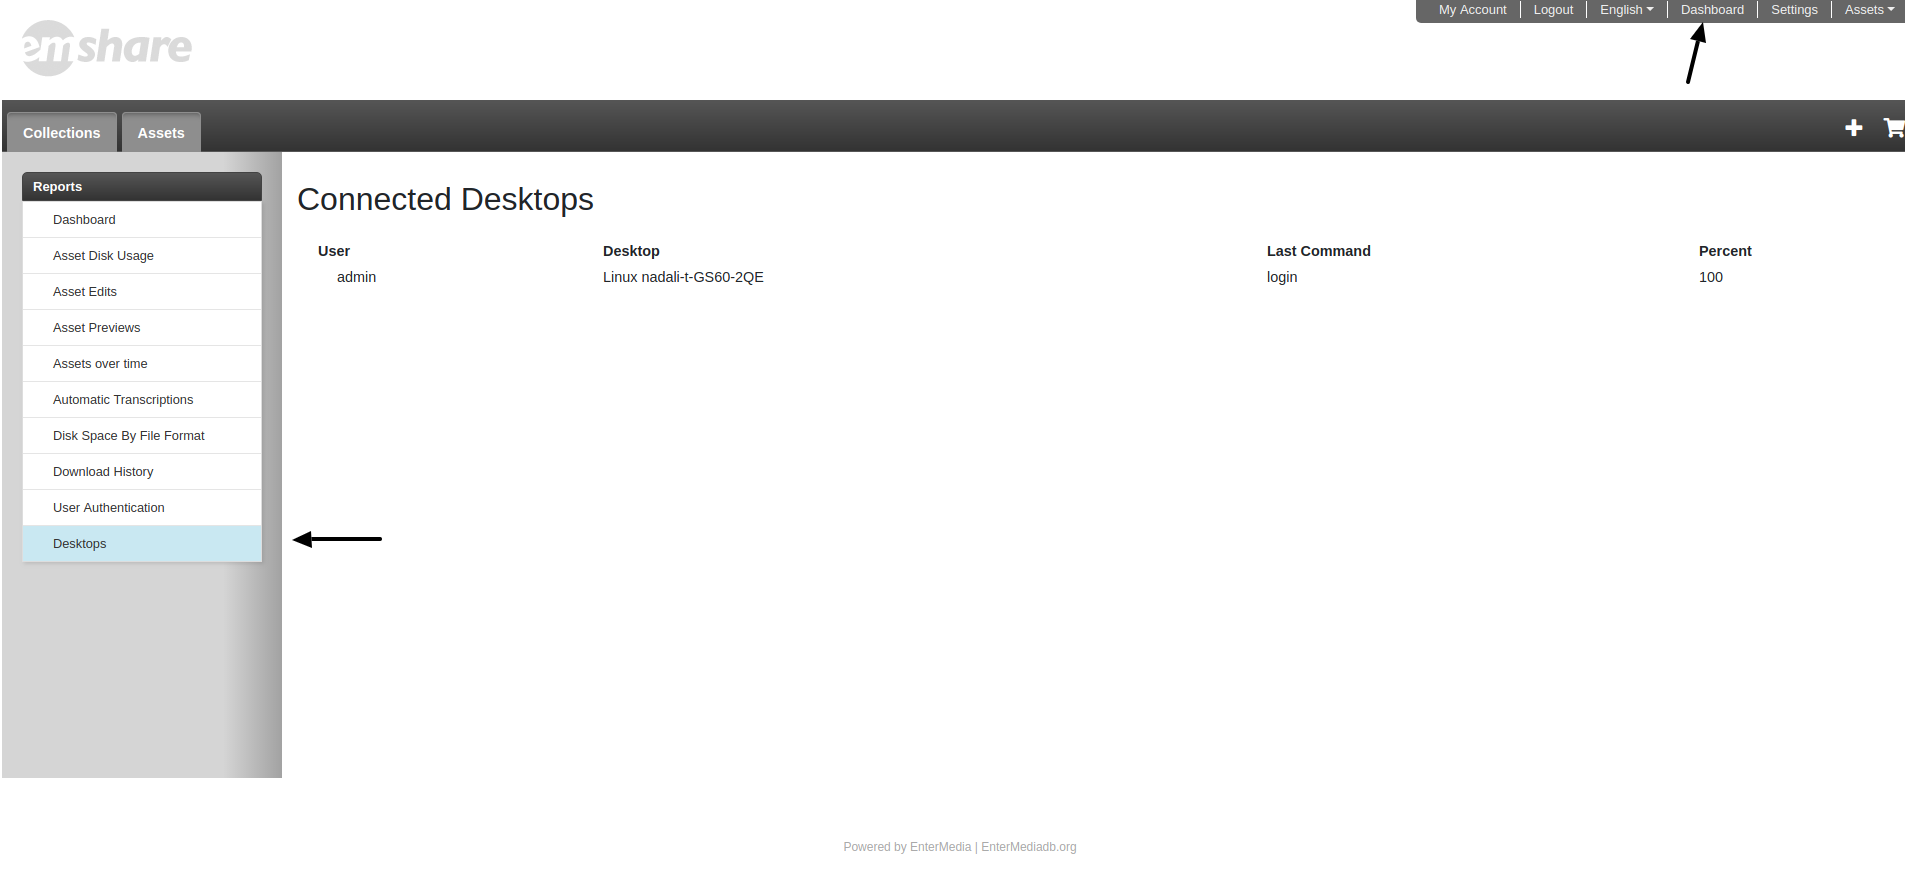 My Account Logout English Dashboard Settings Assets
emshare
Collections Assets
Reports
Dashboard
Asset Disk Usage
Asset Edits
Asset Previews
Assets over time
Automatic Transcriptions
Disk Space By File Format
Download History
User Authentication
Desktops
Connected Desktops
User Desktop Last Command Percent
admin Linux nadali-t-GS60-2QE login 100
Powered by EnterMedia | EnterMediadb.org